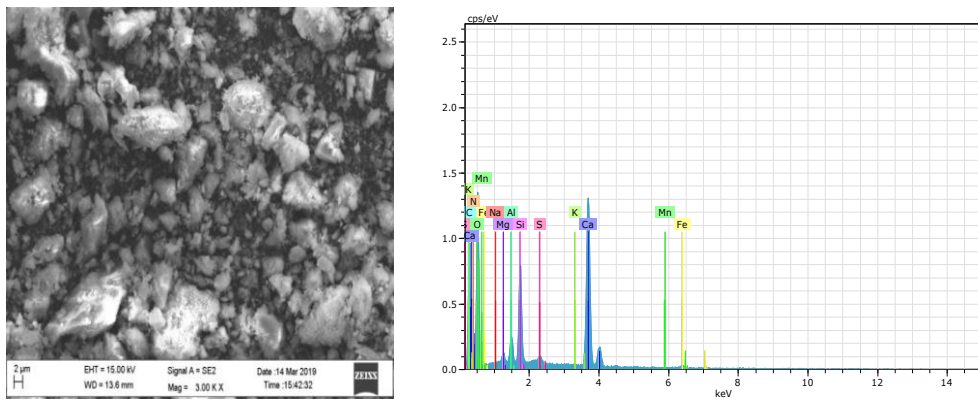 2 μm
EHT = 15.00 kV
Signal A = SE2
Date :14 Mar 2019
WD = 13.6 mm
Mag = 3.00 K X
Time :15:42:32
ZEISS
cps/eV
2.5
2.0
1.5
1.0
0.5
0.0
Mn
K
N
C Fe Na Al
S O Mg Si S K Ca Mn Fe
Ca
2 4 6 8 10 12 14
keV